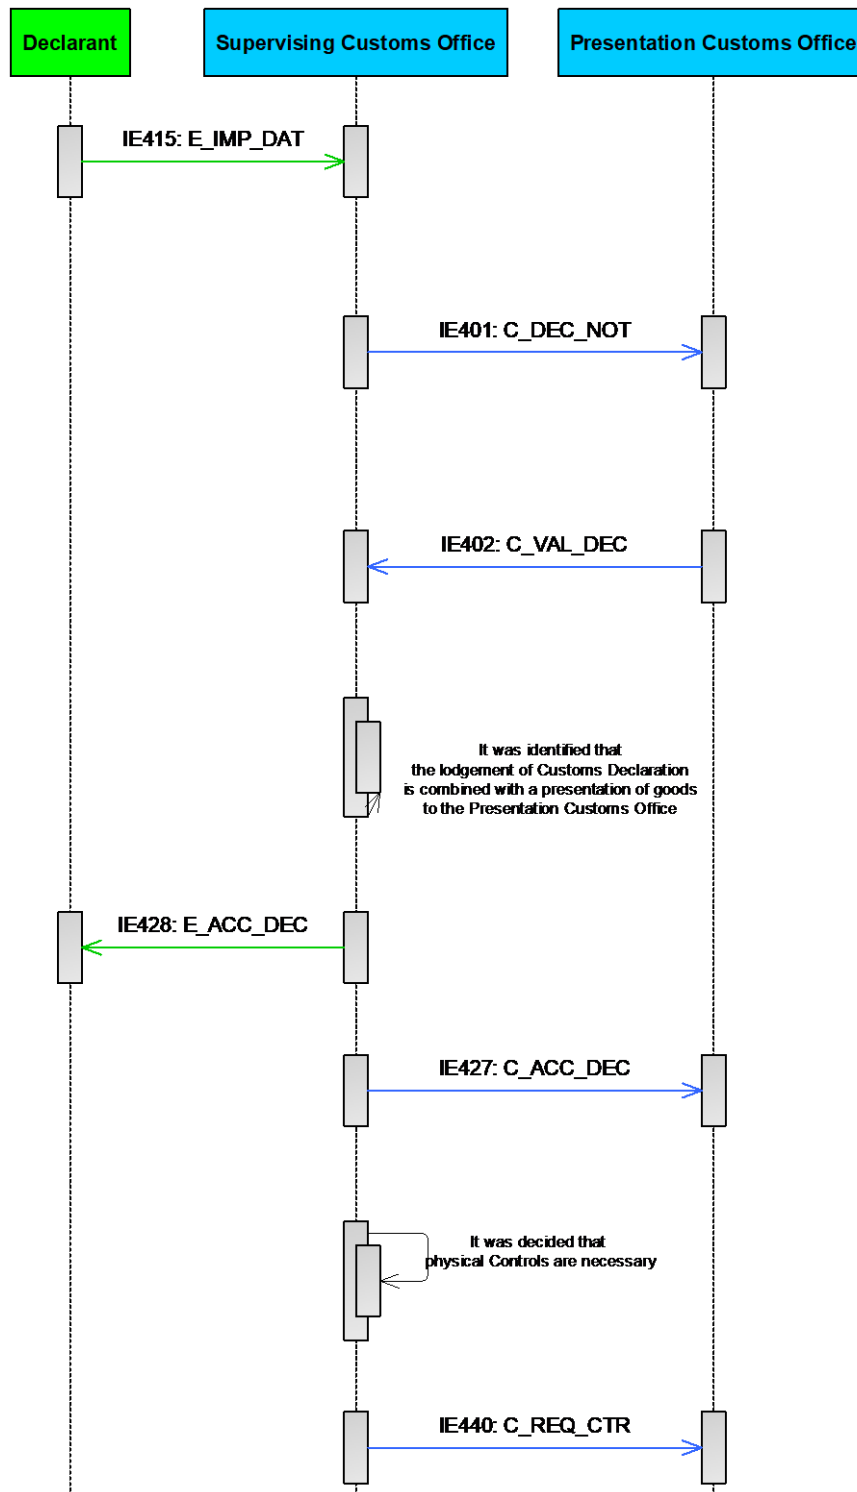 Declarant
Supervising Customs Office
Presentation Customs Office
IE415: E_IMP_DAT
IE401: C_DEC_NOT
IE402: C_VAL_DEC
It was identified that
the lodgement of Customs Declaration
is combined with a presentation of goods
to the Presentation Customs Office
IE428: E_ACC_DEC
IE427: C_ACC_DEC
It was decided that
physical Controls are necessary
IE440: C_REQ_CTR